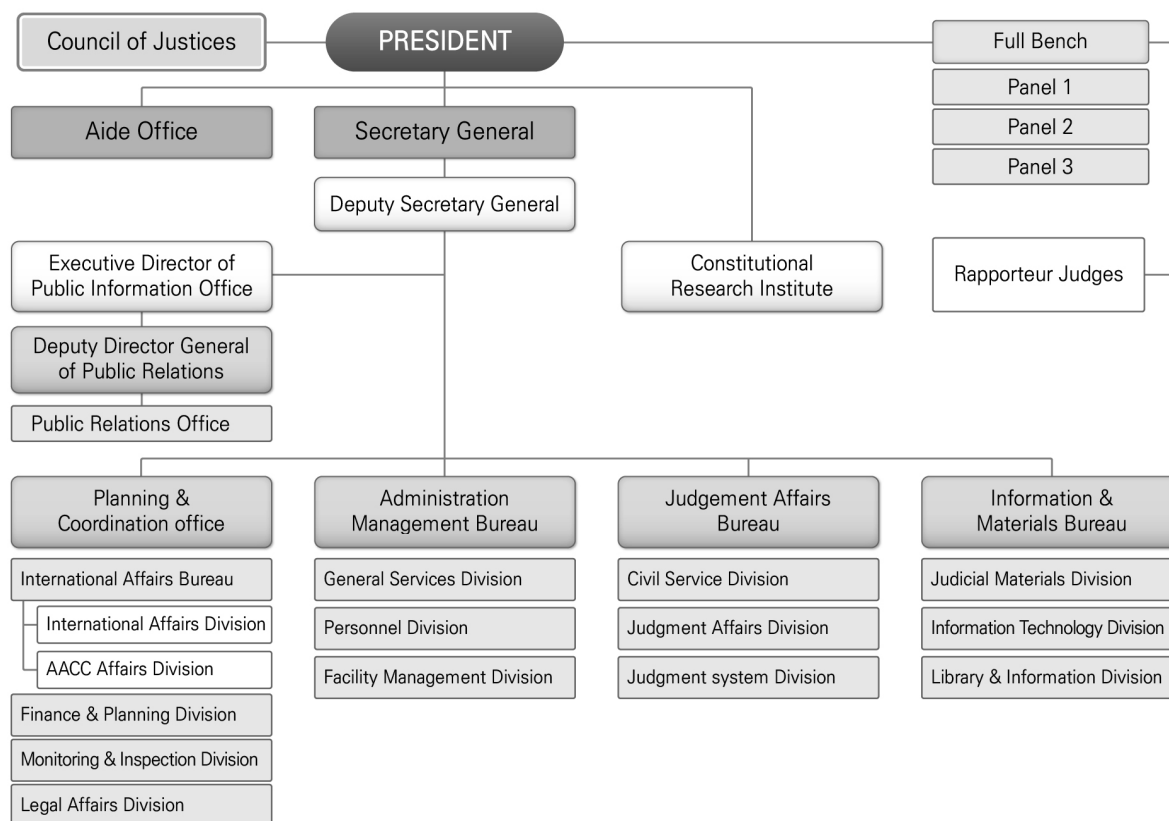 Council of Justices
PRESIDENT
Full Bench
Panel 1
Panel 2
Panel 3
Aide Office
Secretary General
Deputy Secretary General
Executive Director of
Public Information Office
Constitutional
Research Institute
Rapporteur Judges
Deputy Director General
of Public Relations
Public Relations Office
Planning &
Coordination office
Administration
Management Bureau
Judgement Affairs
Bureau
Information &
Materials Bureau
International Affairs Bureau
International Affairs Division
AACC Affairs Division
Finance & Planning Division
Monitoring & Inspection Division
Legal Affairs Division
General Services Division
Personnel Division
Facility Management Division
Civil Service Division
Judgment Affairs Division
Judgment system Division
Judicial Materials Division
Information Technology Division
Library & Information Division